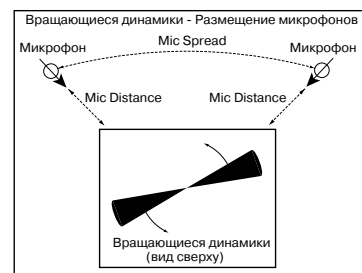 Вращающиеся динамики - Размещение микрофонов
Mic Spread
Микрофон
Микрофон
Mic Distance
Mic Distance
Вращающиеся динамики
(вид сверху)